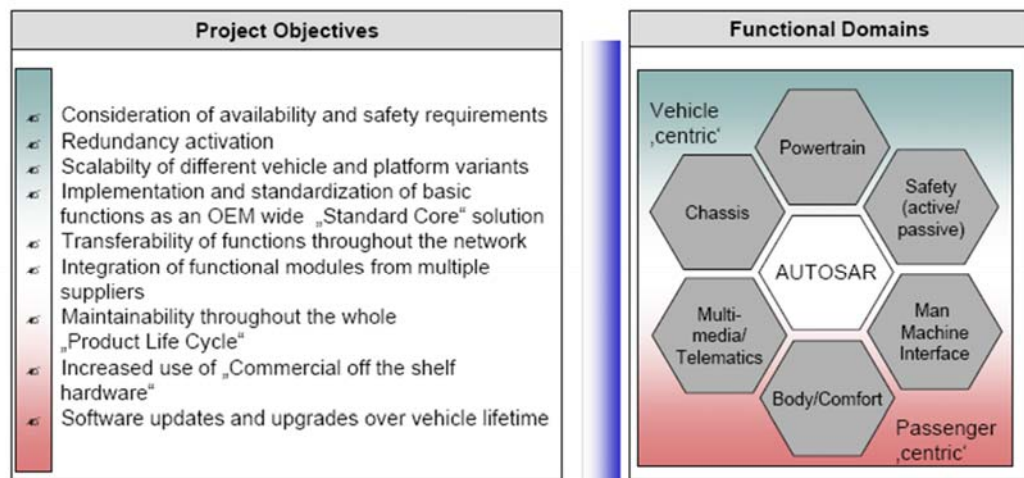 Project Objectives
Consideration of availability and safety requirements
Redundancy activation
Scalabilty of different vehicle and platform variants
Implementation and standardization of basic
functions as an OEM wide „Standard Core“ solution
Transferability of functions throughout the network
Integration of functional modules from multiple
suppliers
Maintainability throughout the whole
„Product Life Cycle“
Increased use of „Commercial off the shelf
hardware“
Software updates and upgrades over vehicle lifetime
Functional Domains
Vehicle
‚centric‘
Powertrain
Chassis
Safety
(active/
passive)
AUTOSAR
Multi-
media/
Telematics
Man
Machine
Interface
Body/Comfort
Passenger
‚centric‘